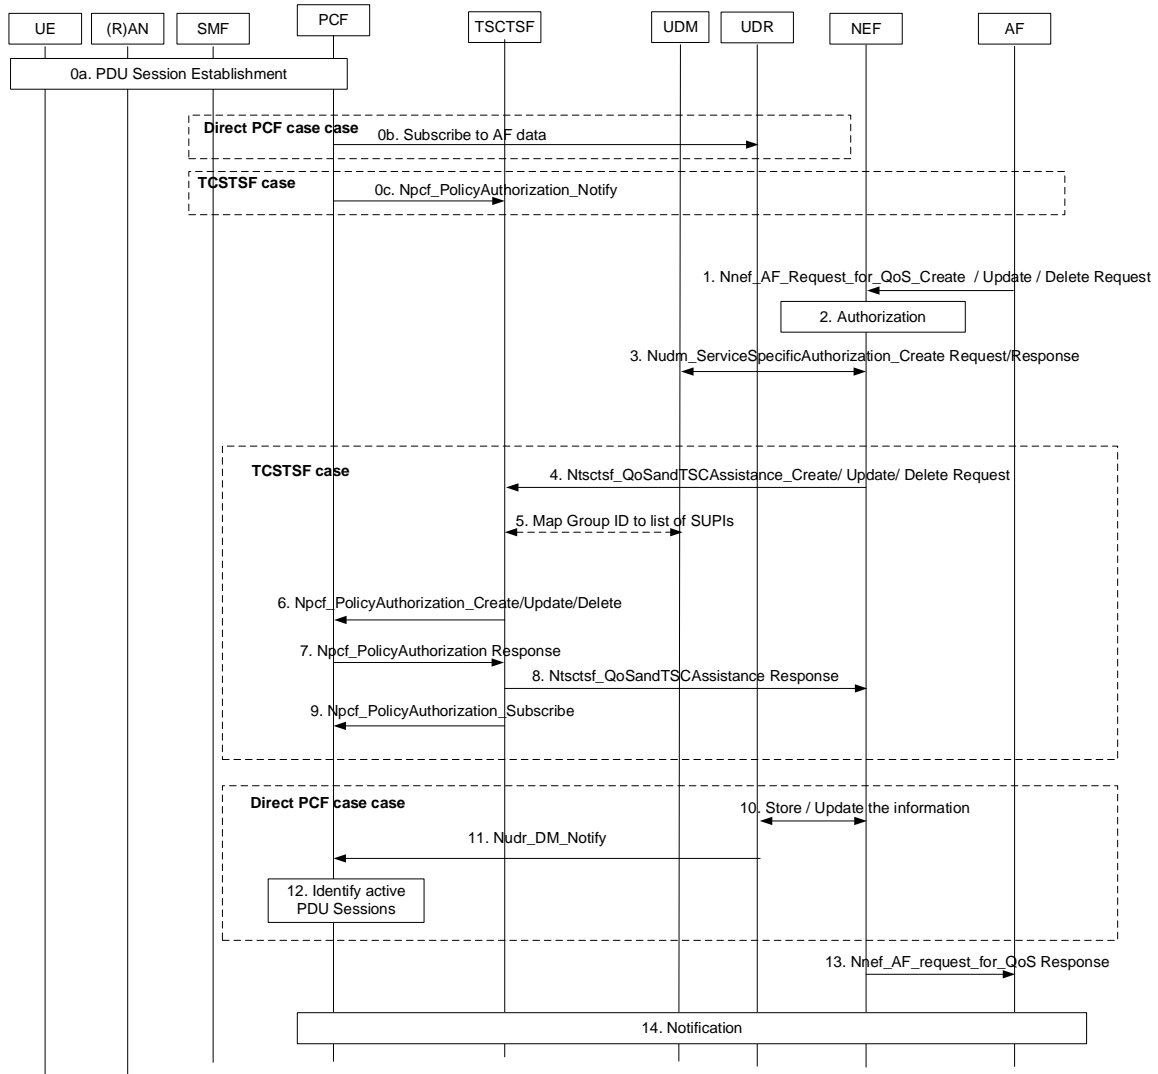 UE
(R)AN
SMF
PCF
TSCTSF
UDM
UDR
NEF
AF
0a. PDU Session Establishment
Direct PCF case case
0b. Subscribe to AF data
TCSTSF case
0c. Npcf_PolicyAuthorization_Notify
1. Nnef_AF_Request_for_QoS_Create / Update / Delete Request
2. Authorization
3. Nudm_ServiceSpecificAuthorization_Create Request/Response
TCSTSF case
4. Ntsctsf_QoSandTSCAssistance_Create/ Update/ Delete Request
5. Map Group ID to list of SUPIs
6. Npcf_PolicyAuthorization_Create/Update/Delete
7. Npcf_PolicyAuthorization Response
8. Ntsctsf_QoSandTSCAssistance Response
9. Npcf_PolicyAuthorization_Subscribe
Direct PCF case case
10. Store / Update the information
11. Nudr_DM_Notify
12. Identify active
PDU Sessions
13. Nnef_AF_request_for_QoS Response
14. Notification